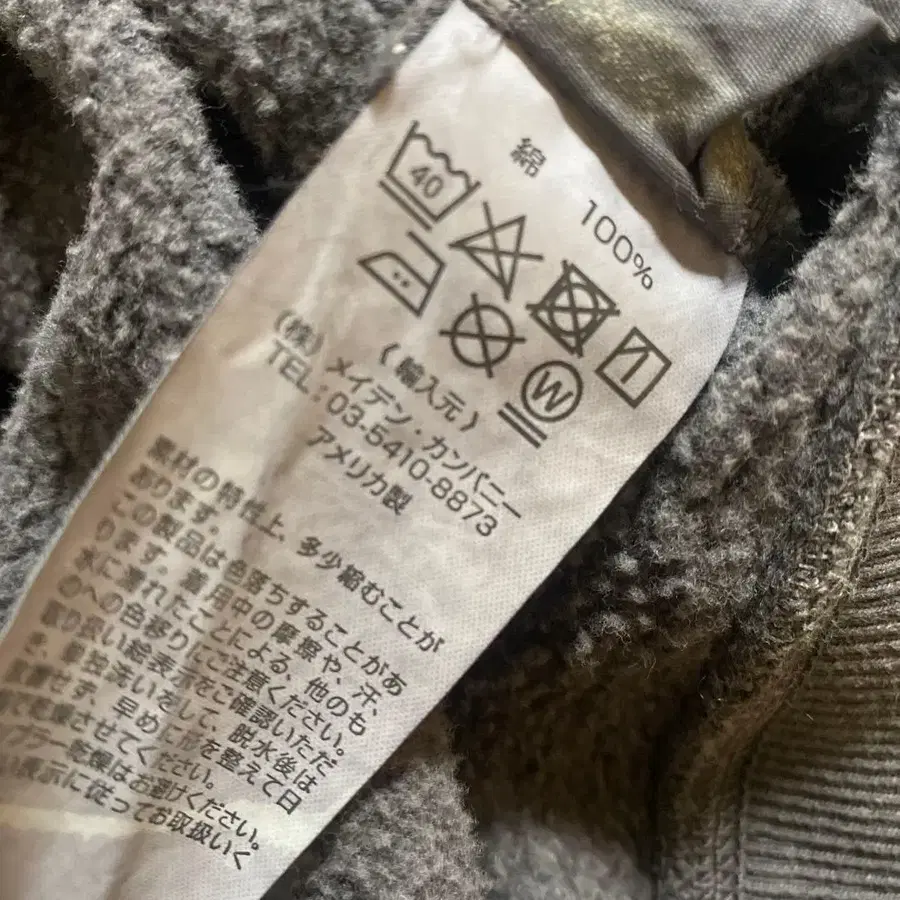 綿 100%
40
W
〈 輸入元 〉
(株) メイデン・カンパニー
TEL:03-5410-8873
アメリカ製
素材の特性上、多少縮むことが
あります。
この製品は色落ちすることがあ
ります。着用中の摩擦や、汗、
水に濡れたことによる、他のも
のへの色移りにご注意ください。
取り扱い絵表示をご確認いただ
き、単独洗いをして、脱水後は
せず、早めに形を整えて日
乾燥させてください。
タンブラー乾燥はお避けください。
表示に従ってお取扱いく